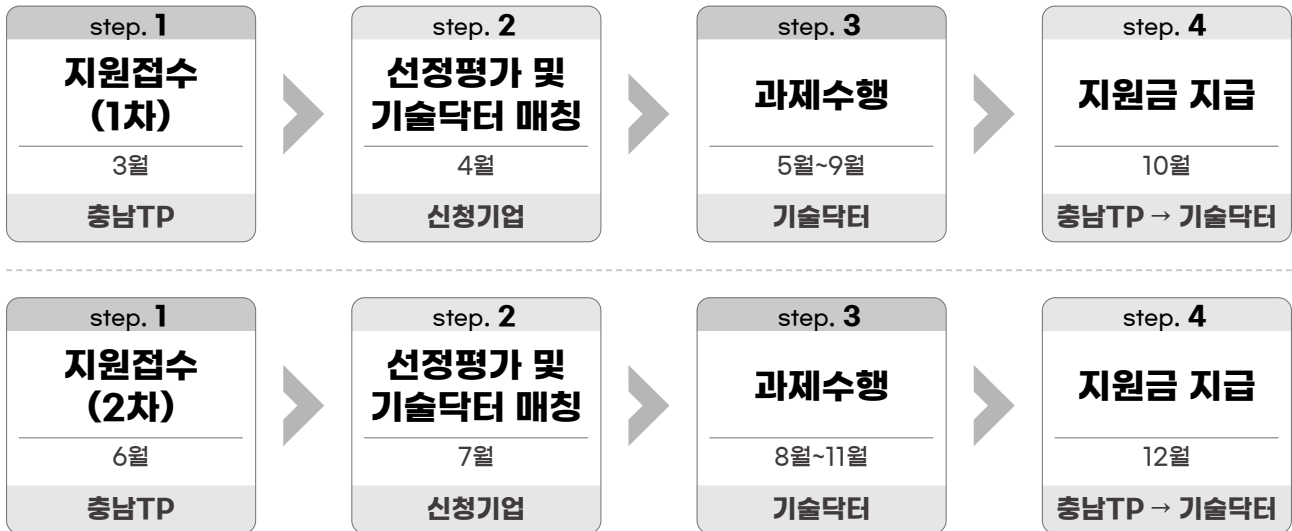 step. 1
지원접수
(1차)
3월
충남TP
step. 2
선정평가 및
기술닥터 매칭
4월
신청기업
step. 3
과제수행
5월~9월
기술닥터
step. 4
지원금 지급
10월
충남TP → 기술닥터
step. 1
지원접수
(2차)
6월
충남TP
step. 2
선정평가 및
기술닥터 매칭
7월
신청기업
step. 3
과제수행
8월~11월
기술닥터
step. 4
지원금 지급
12월
충남TP → 기술닥터